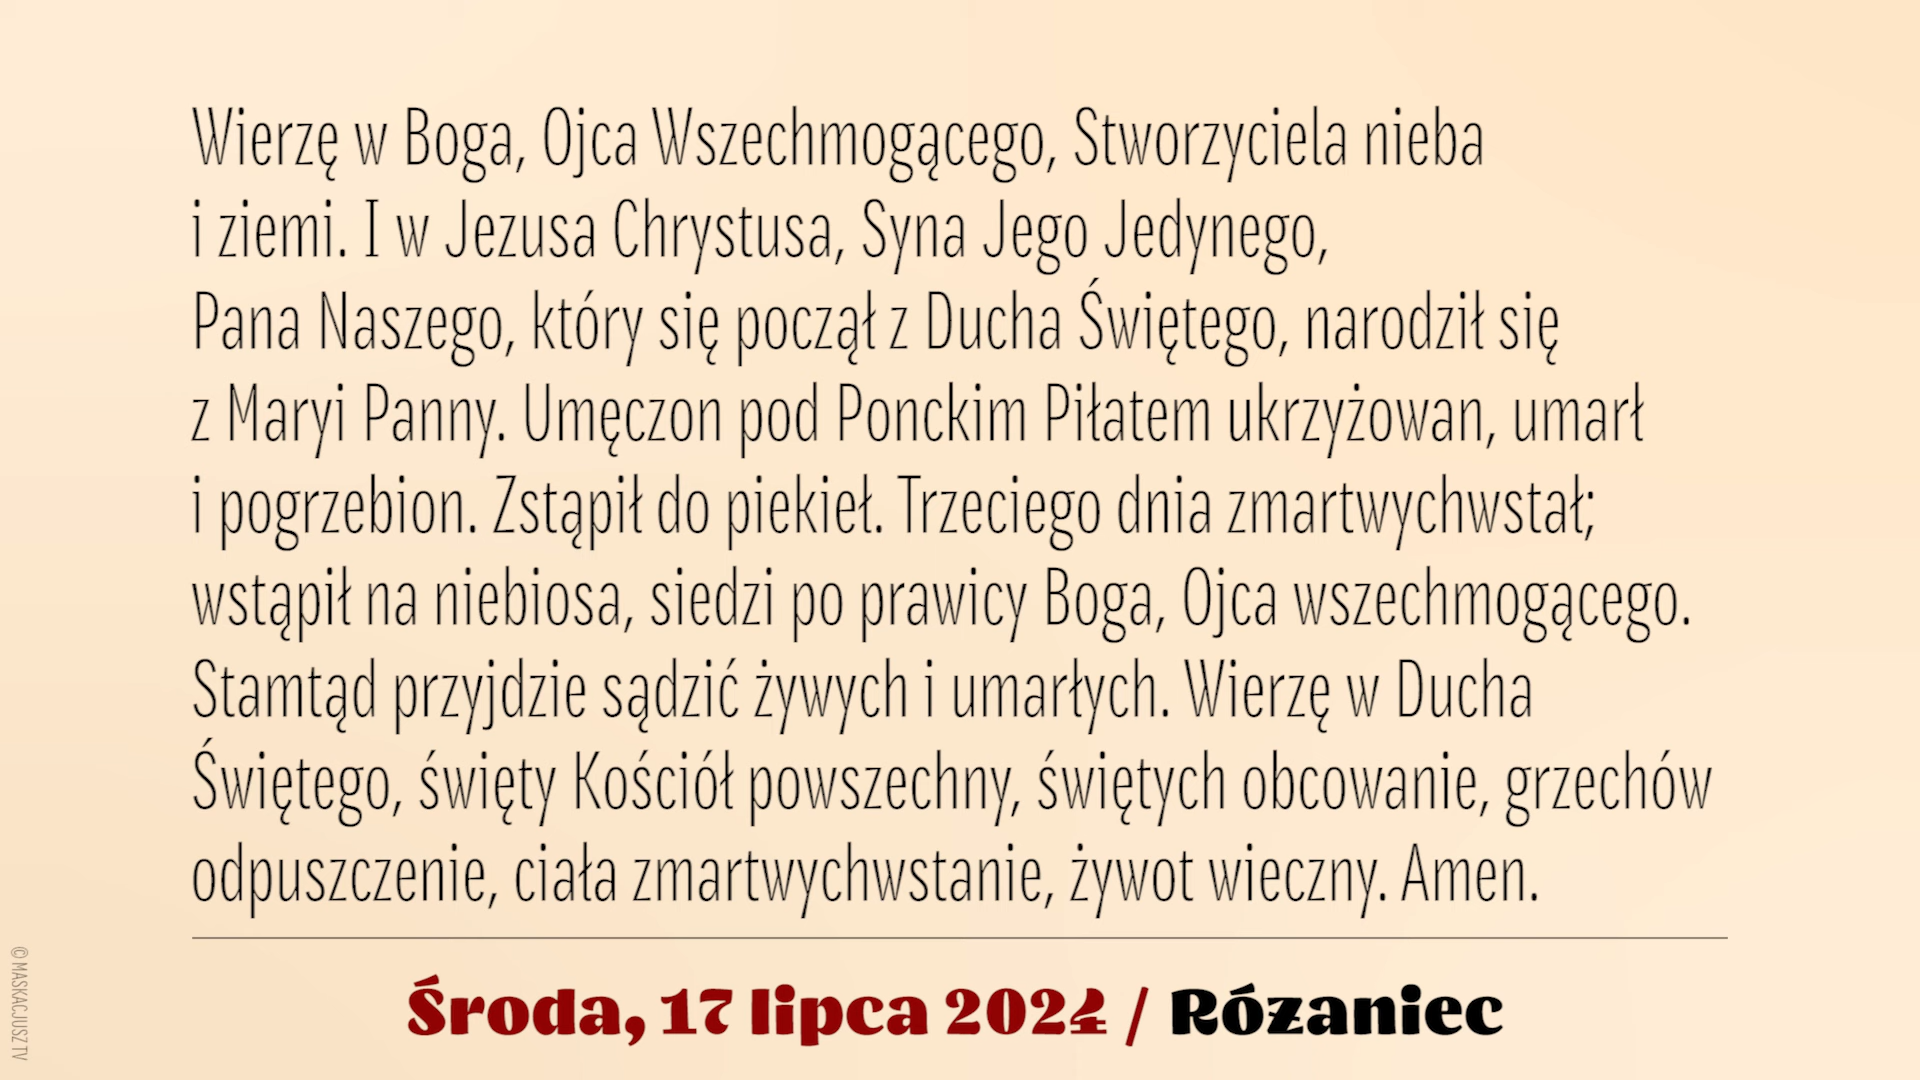 Wierzę w Boga, Ojca Wszechmogącego, Stworzyciela nieba
i ziemi. I w Jezusa Chrystusa, Syna Jego Jedynego,
Pana Naszego, który się począł z Ducha Świętego, narodził się
z Maryi Panny. Umęczon pod Ponckim Piłatem ukrzyżowan, umarł
i pogrzebion. Zstąpił do piekieł. Trzeciego dnia zmartwychwstał;
wstąpił na niebiosa, siedzi po prawicy Boga, Ojca wszechmogącego.
Stamtąd przyjdzie sądzić żywych i umarłych. Wierzę w Ducha
Świętego, święty Kościół powszechny, świętych obcowanie, grzechów
odpuszczenie, ciała zmartwychwstanie, żywot wieczny. Amen.
Środa, 17 lipca 2024 / Różaniec
© MASKACJUSZ TV